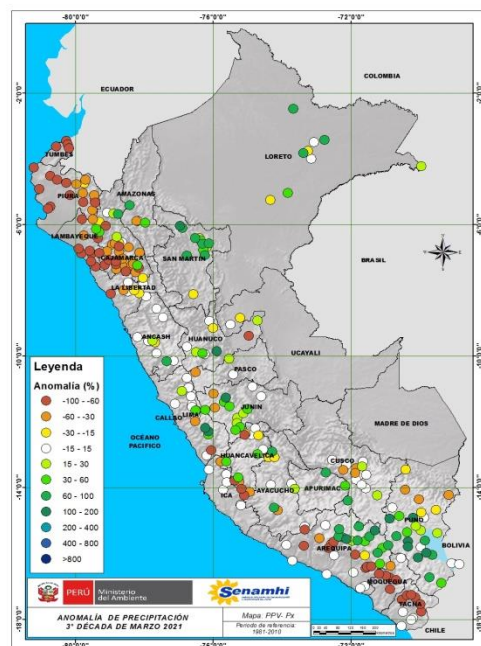 -80°0'0" -76°0'0" -72°0'0"
COLOMBIA
ECUADOR
-2°0'0"
TUMBES
LORETO
PIURA
AMAZONAS
-6°0'0"
LAMBAYEQUE
CAJAMARCA
SAN MARTIN
BRASIL
LA LIBERTAD
ANCASH
HUANUCO
UCAYALI
-10°0'0"
PASCO
Leyenda
Anomalía (%)
-100 - -60
-60 - -30
-30 - -15
-15 - 15
15 - 30
30 - 60
60 - 100
100 - 200
200 - 400
400 - 800
>800
LIMA
CALLAO
JUNIN
MADRE DE DIOS
OCÉANO
PACIFICO
HUANCAVELICA
CUSCO
-14°0'0"
ICA
AYACUCHO
APURIMAC
PUNO
AREQUIPA
BOLIVIA
MOQUEGUA
TACNA
-18°0'0"
CHILE
PERÚ
Ministerio
del Ambiente
Senamhi
ANOMALÍA DE PRECIPITACIÓN
3° DÉCADA DE MARZO 2021
Mapa: PPV- Px
Periodo de referencia:
1981-2010
-80°0'0" -76°0'0" -72°0'0"